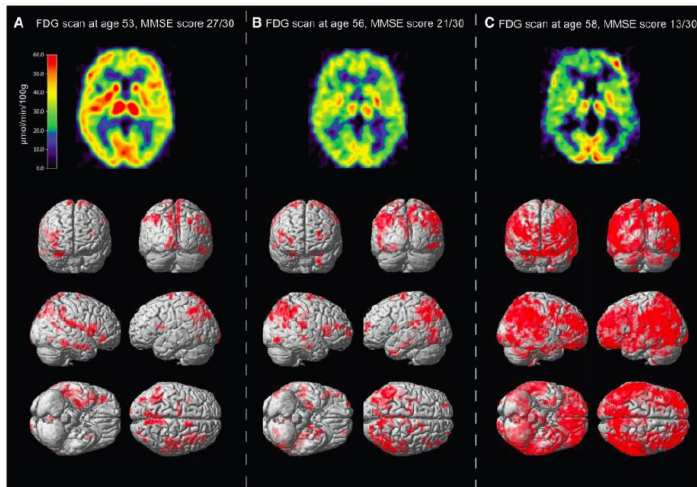 A FDG scan at age 53, MMSE score 27/30
B FDG scan at age 56, MMSE score 21/30
C FDG scan at age 58, MMSE score 13/30
µmol/min/100g
60.0
50.0
40.0
30.0
20.0
10.0
0.0